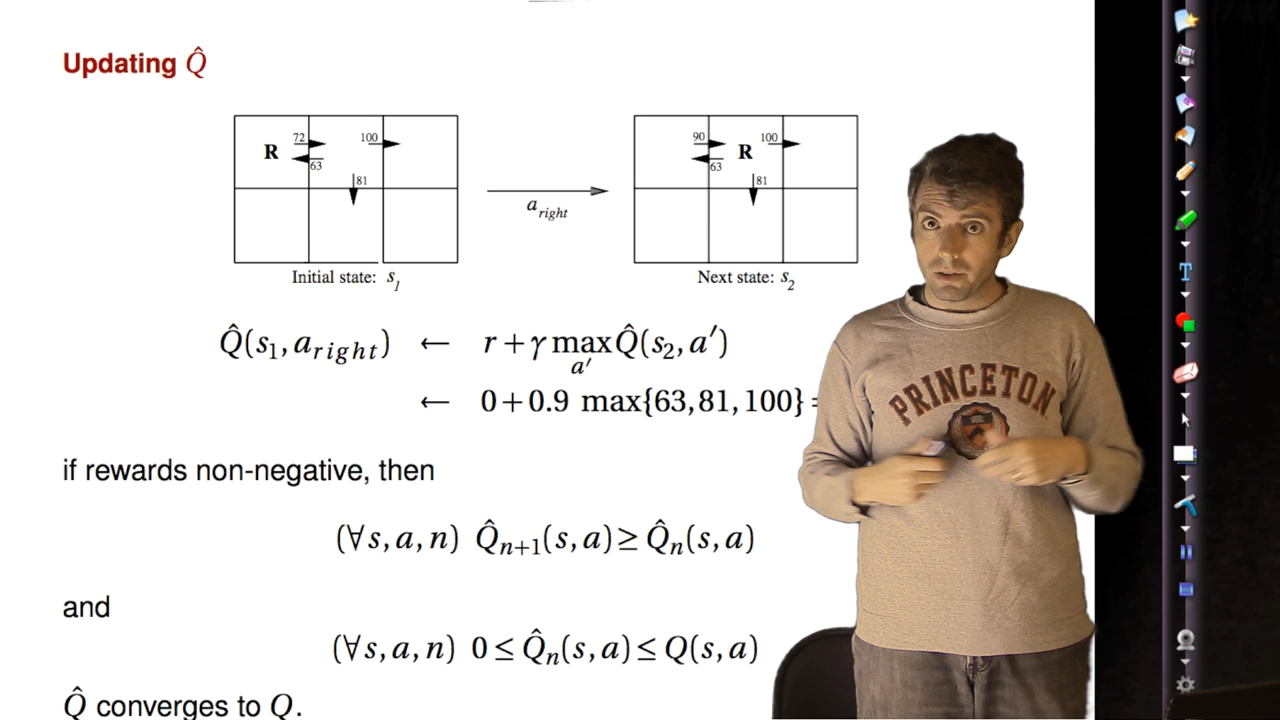 Updating Q̂
72 100 90 100
R 63 R 63
81 81
a_right
Initial state: s_1 Next state: s_2
Q̂(s_1, a_right) ← r + γ max_{a'} Q̂(s_2, a')
← 0 + 0.9 max{63, 81, 100} =
PRINCETON
if rewards non-negative, then
(∀ s, a, n) Q̂_{n+1}(s, a) ≥ Q̂_n(s, a)
and
(∀ s, a, n) 0 ≤ Q̂_n(s, a) ≤ Q(s, a)
Q̂ converges to Q.
T